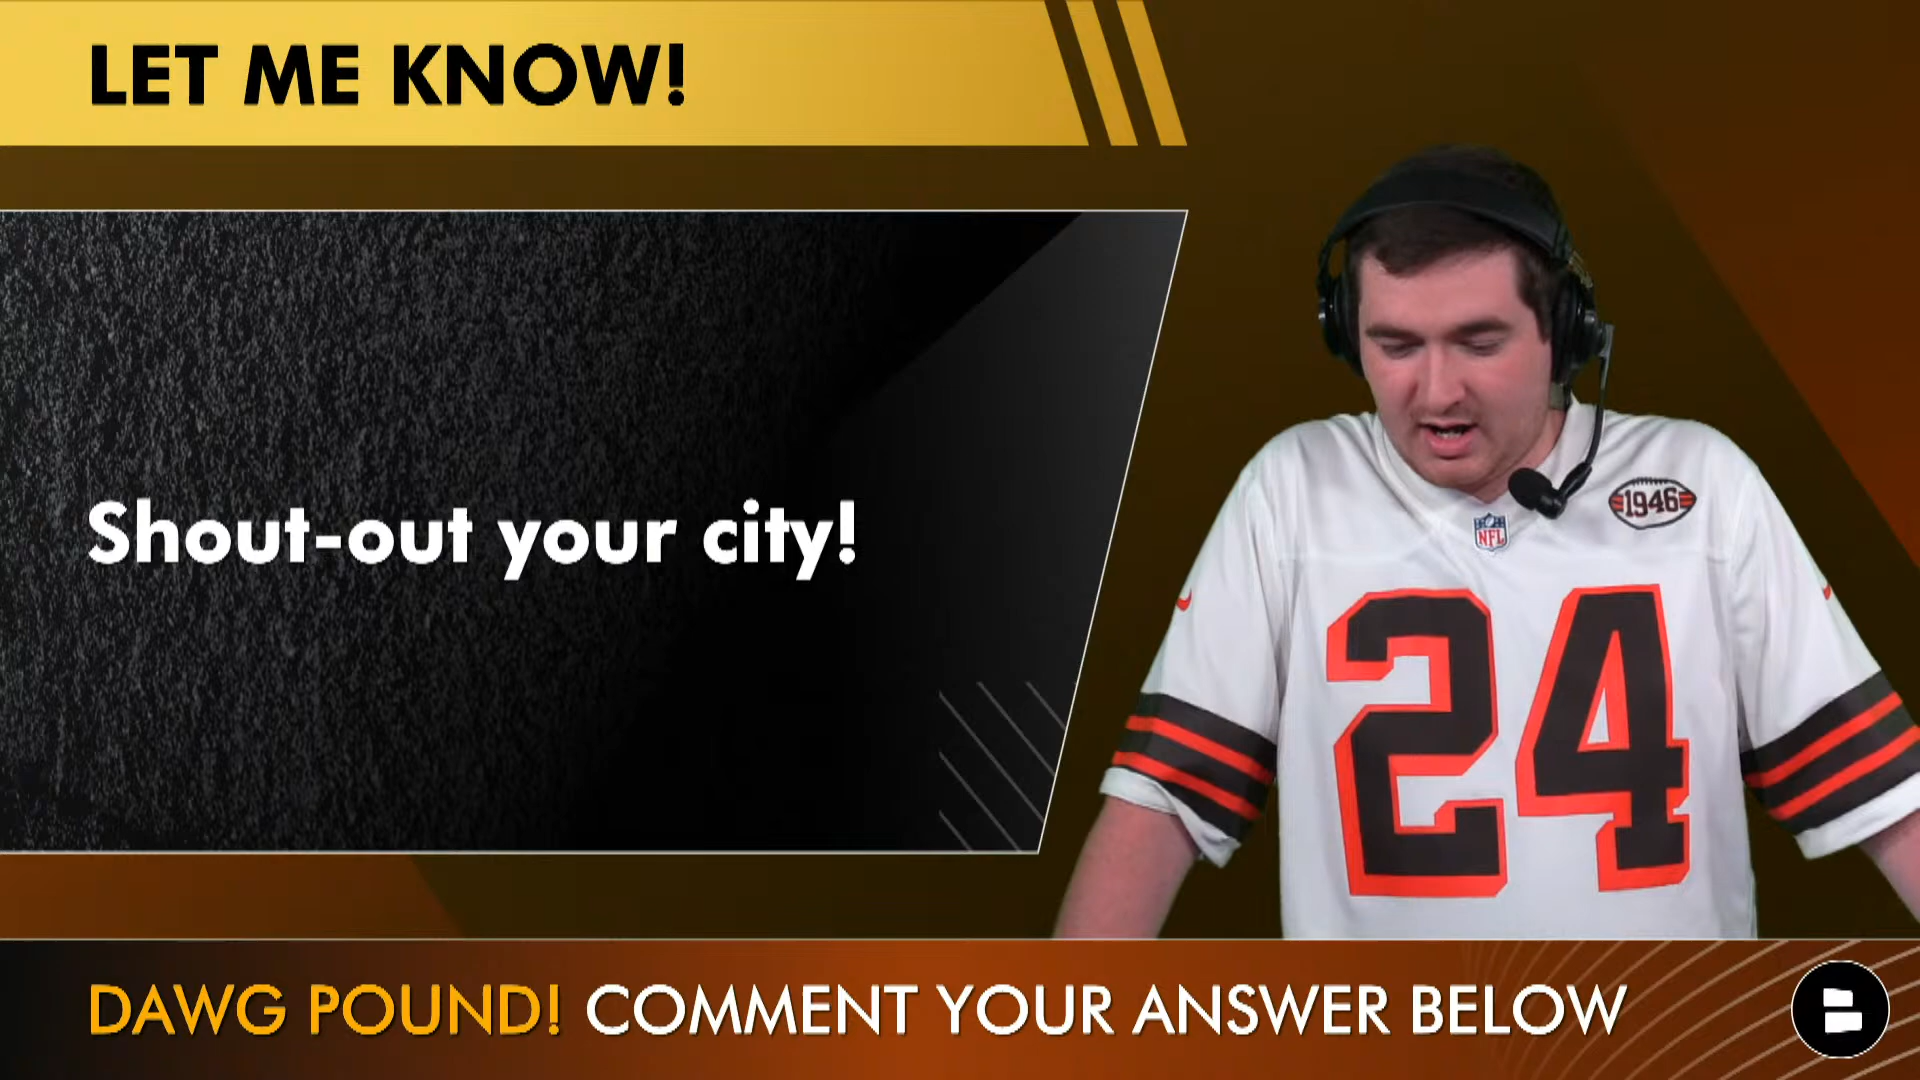 LET ME KNOW!
Shout-out your city!
1946
NFL
24
DAWG POUND! COMMENT YOUR ANSWER BELOW